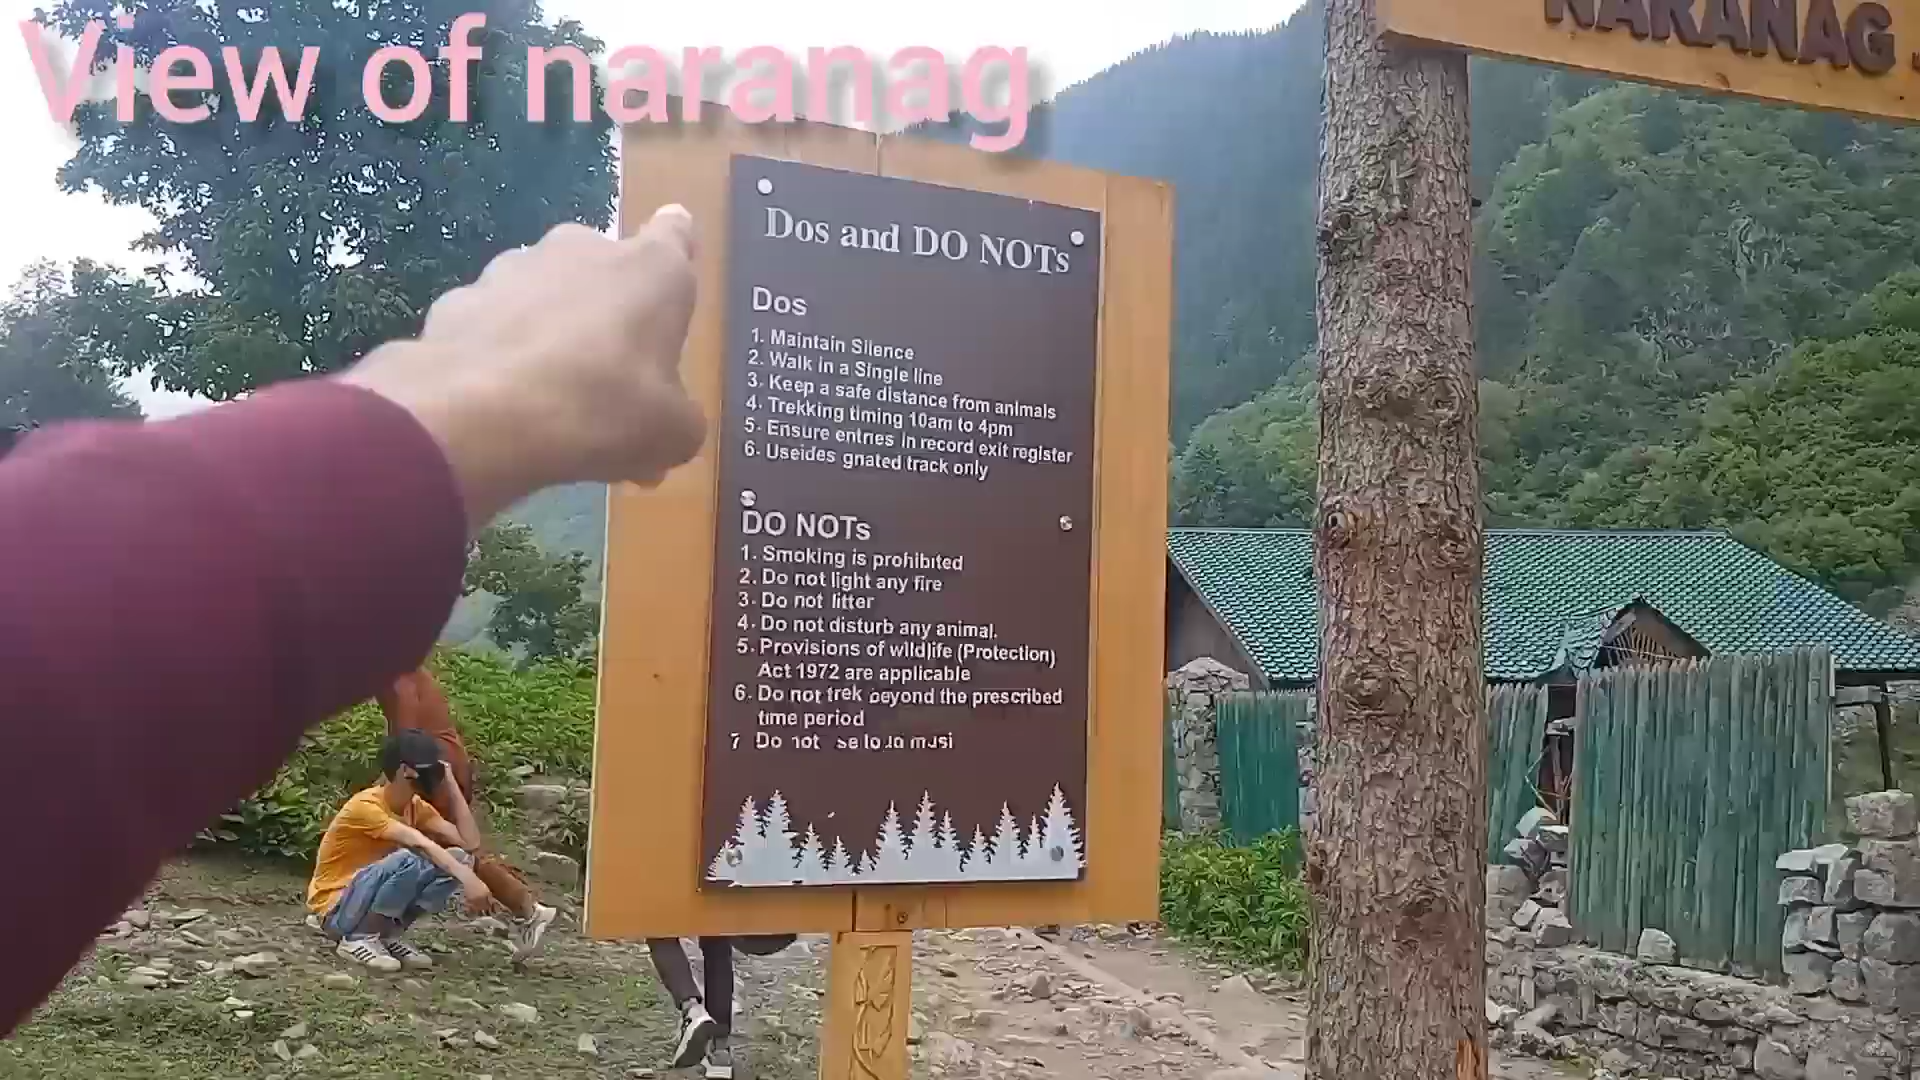 View of naranag
NARANAG
Dos and DO NOTs
Dos
1. Maintain Silence
2. Walk in a Single line
3. Keep a safe distance from animals
4. Trekking timing 10am to 4pm
5. Ensure entries in record exit register
6. Useides gnated track only
DO NOTs
1. Smoking is prohibited
2. Do not light any fire
3. Do not litter
4. Do not disturb any animal.
5. Provisions of wildlife (Protection)
Act 1972 are applicable
6. Do not trek beyond the prescribed
time period
7 Do not